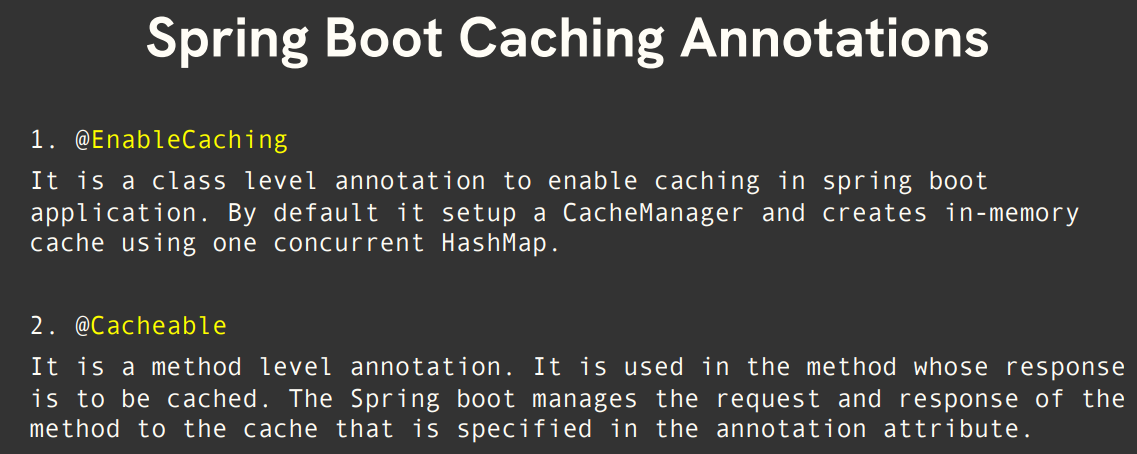 Spring Boot Caching Annotations
1. @EnableCaching
It is a class level annotation to enable caching in spring boot
application. By default it setup a CacheManager and creates in-memory
cache using one concurrent HashMap.
2. @Cacheable
It is a method level annotation. It is used in the method whose response
is to be cached. The Spring boot manages the request and response of the
method to the cache that is specified in the annotation attribute.